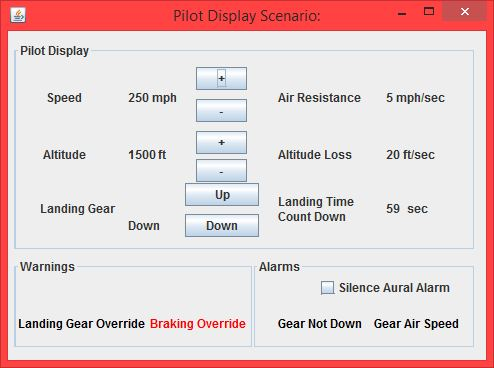 Pilot Display Scenario:
Pilot Display
+
Speed 250 mph Air Resistance 5 mph/sec
-
+
Altitude 1500 ft Altitude Loss 20 ft/sec
-
Up
Landing Gear Landing Time Count Down 59 sec
Down Down
Warnings Alarms
Silence Aural Alarm
Landing Gear Override Braking Override Gear Not Down Gear Air Speed